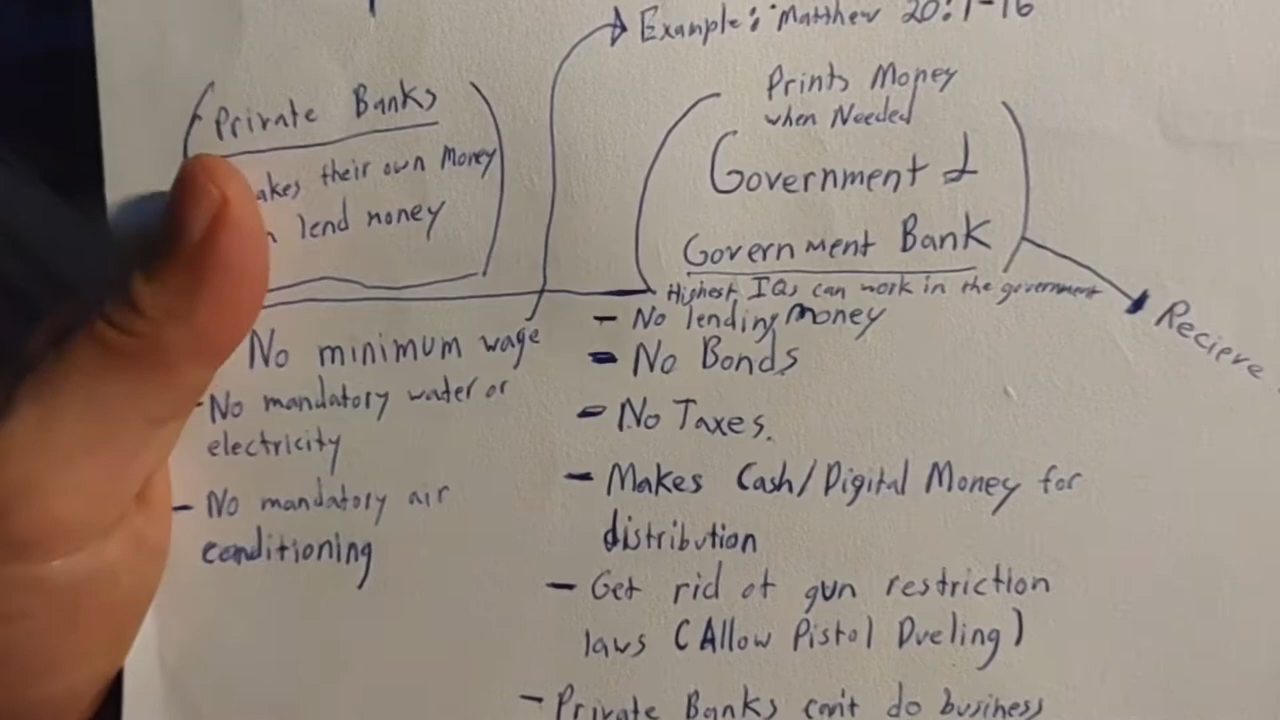 Example: Matthew 20:1-16
Private Banks
akes their own Money
lend money
Prints Money
when Needed
Government &
Government Bank
Highest IQs can work in the government
Recieve
No minimum wage
- No mandatory water or
electricity
- No mandatory air
conditioning
- No lending money
- No Bonds
- No Taxes.
- Makes Cash/Digital Money for
distribution
- Get rid of gun restriction
laws (Allow Pistol Dueling)
- Private Banks can't do business